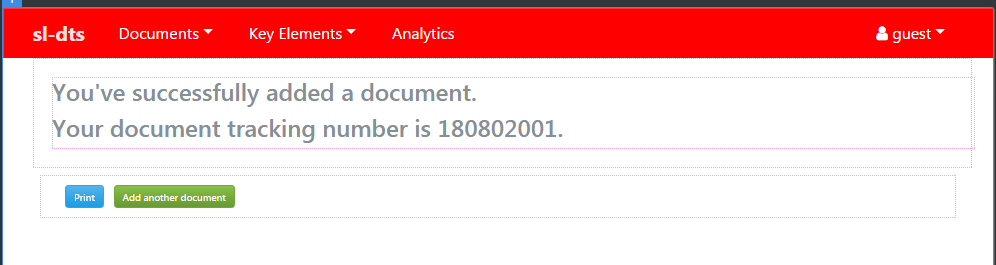 sl-dts Documents Key Elements Analytics guest
You've successfully added a document.
Your document tracking number is 180802001.
Print Add another document